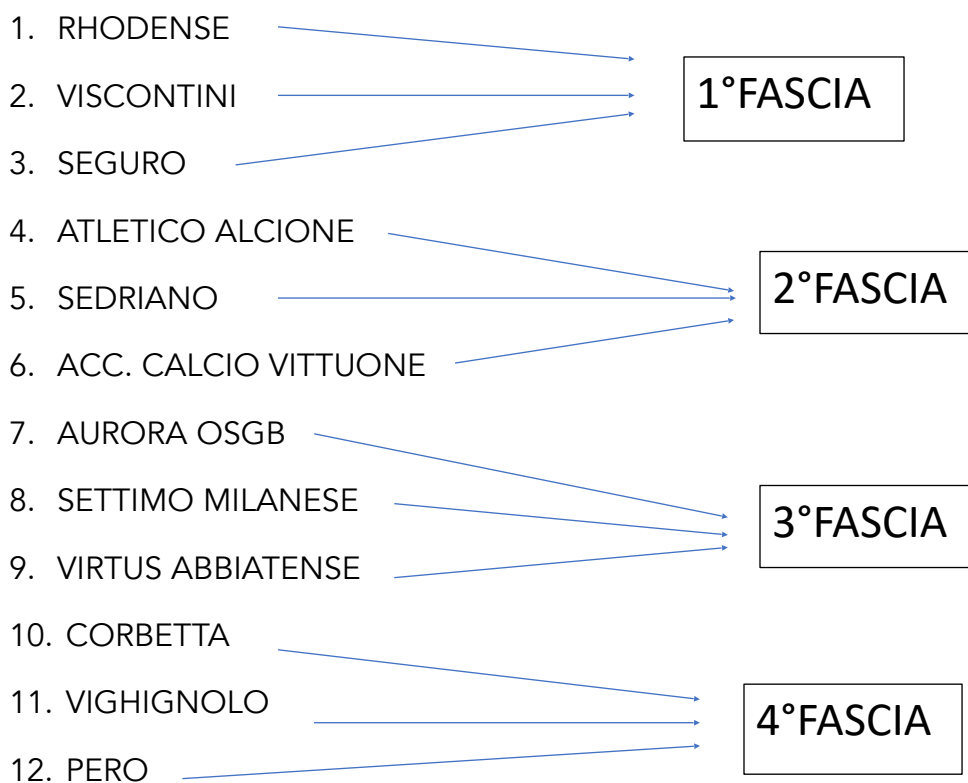 1. RHODENSE
2. VISCONTINI
3. SEGURO
1°FASCIA
4. ATLETICO ALCIONE
5. SEDRIANO
6. ACC. CALCIO VITTUONE
2°FASCIA
7. AURORA OSGB
8. SETTIMO MILANESE
9. VIRTUS ABBIATENSE
3°FASCIA
10. CORBETTA
11. VIGHIGNOLO
12. PERO
4°FASCIA